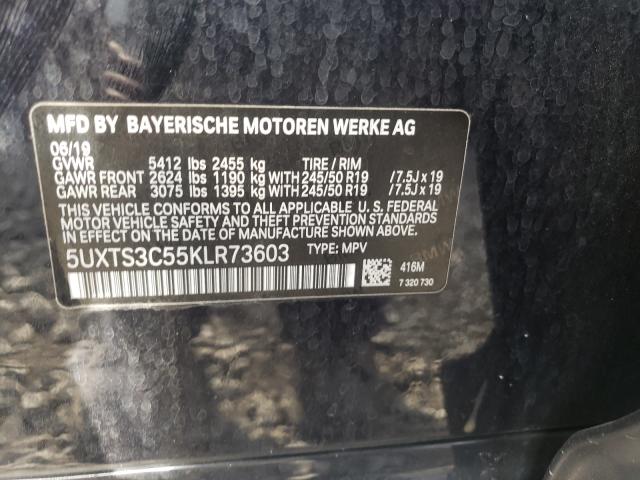 MFD BY BAYERISCHE MOTOREN WERKE AG
06/19
GVWR 5412 lbs 2455 kg TIRE / RIM
GAWR FRONT 2624 lbs 1190 kg WITH 245/50 R19 /7.5J x 19
GAWR REAR 3075 lbs 1395 kg WITH 245/50 R19 /7.5J x 19
THIS VEHICLE CONFORMS TO ALL APPLICABLE U. S. FEDERAL
MOTOR VEHICLE SAFETY, BUMPER, AND THEFT PREVENTION
STANDARDS IN EFFECT ON THE DATE OF MANUFACTURE SHOWN ABOVE.
5UXTS3C55KLR73603 TYPE: MPV
416M
7 320 730